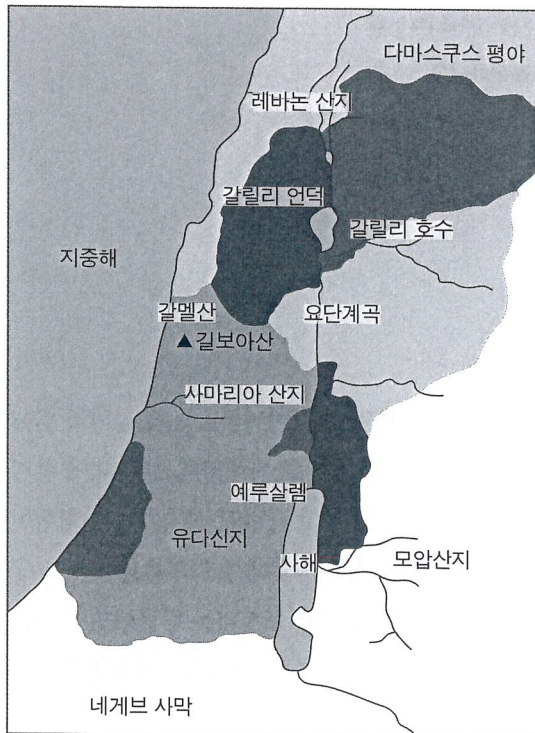 다마스쿠스 평야
레바논 산지
갈릴리 언덕
갈릴리 호수
지중해
갈멜산
요단계곡
▲길보아산
사마리아 산지
예루살렘
유다신지
사해
모압산지
네게브 사막